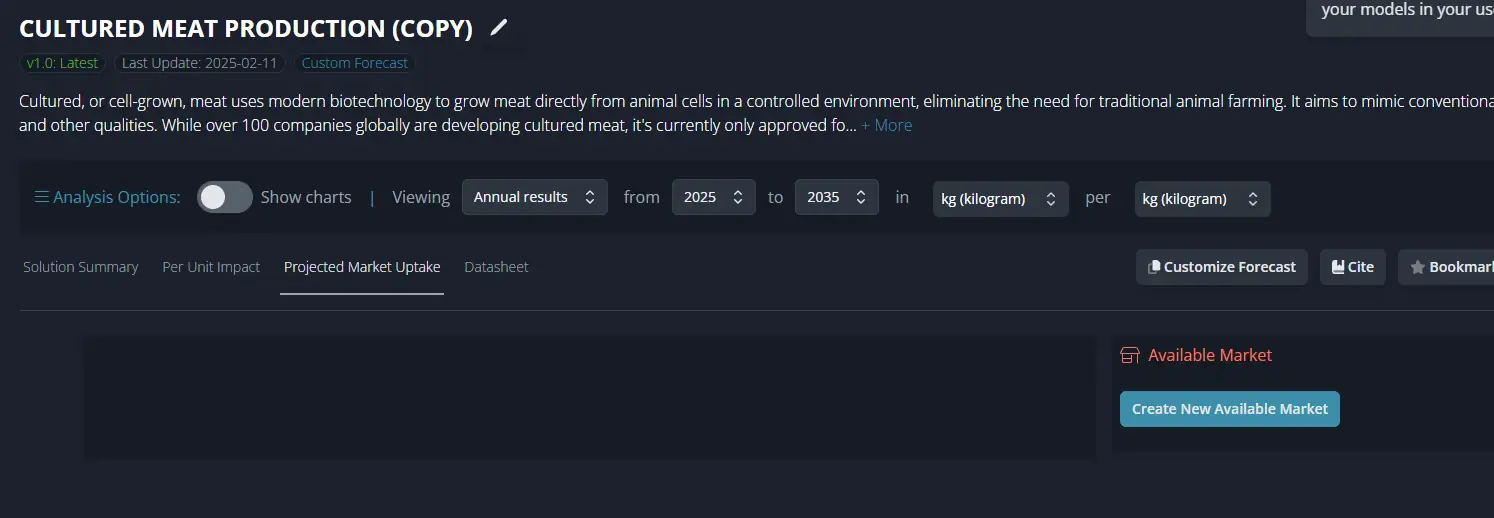 your models in your us
CULTURED MEAT PRODUCTION (COPY)
v1.0: Latest Last Update: 2025-02-11 Custom Forecast
Cultured, or cell-grown, meat uses modern biotechnology to grow meat directly from animal cells in a controlled environment, eliminating the need for traditional animal farming. It aims to mimic conventiona
and other qualities. While over 100 companies globally are developing cultured meat, it's currently only approved fo... + More
Analysis Options: Show charts | Viewing Annual results from 2025 to 2035 in kg (kilogram) per kg (kilogram)
Solution Summary Per Unit Impact Projected Market Uptake Datasheet Customize Forecast Cite Bookmark
Available Market
Create New Available Market